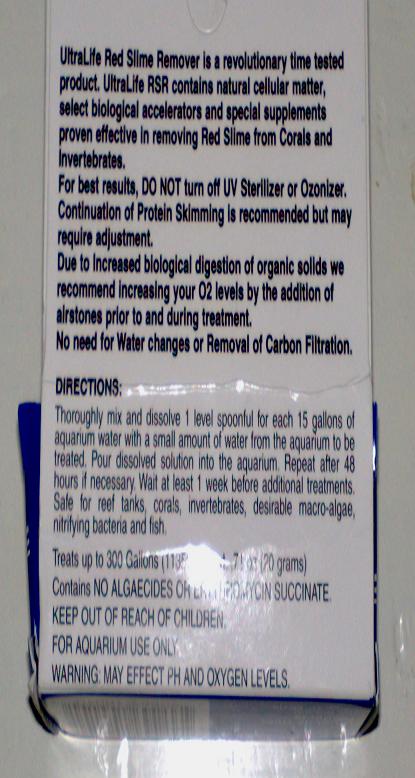 UltraLife Red Slime Remover is a revolutionary time tested
product. UltraLife RSR contains natural cellular matter,
select biological accelerators and special supplements
proven effective in removing Red Slime from Corals and
Invertebrates.
For best results, DO NOT turn off UV Sterilizer or Ozonizer.
Continuation of Protein Skimming is recommended but may
require adjustment.
Due to increased biological digestion of organic solids we
recommend increasing your O2 levels by the addition of
airstones prior to and during treatment.
No need for Water changes or Removal of Carbon Filtration.
DIRECTIONS:
Thoroughly mix and dissolve 1 level spoonful for each 15 gallons of
aquarium water with a small amount of water from the aquarium to be
treated. Pour dissolved solution into the aquarium. Repeat after 48
hours if necessary. Wait at least 1 week before additional treatments.
Safe for reef tanks, corals, invertebrates, desirable macro-algae,
nitrifying bacteria and fish.
Treats up to 300 Gallons (20 grams)
Contains NO ALGAECIDES OR SUCCINATE.
KEEP OUT OF REACH OF CHILDREN.
FOR AQUARIUM USE ONLY.
WARNING: MAY EFFECT PH AND OXYGEN LEVELS.